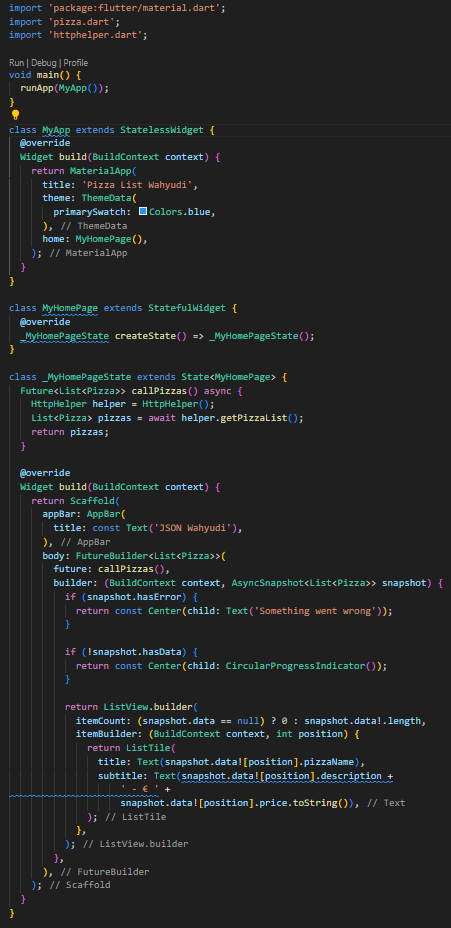 import 'package:flutter/material.dart';
import 'pizza.dart';
import 'httphelper.dart';

Run | Debug | Profile
void main() {
  runApp(MyApp());
}

class MyApp extends StatelessWidget {
  @override
  Widget build(BuildContext context) {
    return MaterialApp(
      title: 'Pizza List Wahyudi',
      theme: ThemeData(
        primarySwatch: Colors.blue,
      ), // ThemeData
      home: MyHomePage(),
    ); // MaterialApp
  }
}

class MyHomePage extends StatefulWidget {
  @override
  _MyHomePageState createState() => _MyHomePageState();
}

class _MyHomePageState extends State<MyHomePage> {
  Future<List<Pizza>> callPizzas() async {
    HttpHelper helper = HttpHelper();
    List<Pizza> pizzas = await helper.getPizzaList();
    return pizzas;
  }

  @override
  Widget build(BuildContext context) {
    return Scaffold(
      appBar: AppBar(
        title: const Text('JSON Wahyudi'),
      ), // AppBar
      body: FutureBuilder<List<Pizza>>(
        future: callPizzas(),
        builder: (BuildContext context, AsyncSnapshot<List<Pizza>> snapshot) {
          if (snapshot.hasError) {
            return const Center(child: Text('Something went wrong'));
          }

          if (!snapshot.hasData) {
            return const Center(child: CircularProgressIndicator());
          }

          return ListView.builder(
            itemCount: (snapshot.data == null) ? 0 : snapshot.data!.length,
            itemBuilder: (BuildContext context, int position) {
              return ListTile(
                title: Text(snapshot.data![position].pizzaName),
                subtitle: Text(snapshot.data![position].description +
                    ' - € ' +
                    snapshot.data![position].price.toString()), // Text
              ); // ListTile
            },
          ); // ListView.builder
        },
      ), // FutureBuilder
    ); // Scaffold
  }
}